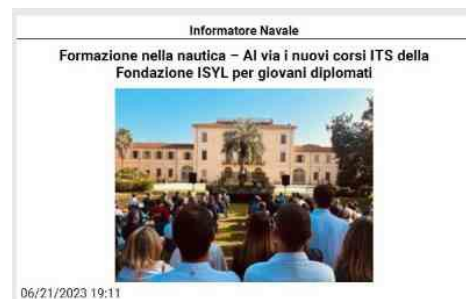 Informatore Navale
Formazione nella nautica – Al via i nuovi corsi ITS della
Fondazione ISYL per giovani diplomati
06/21/2023 19:11